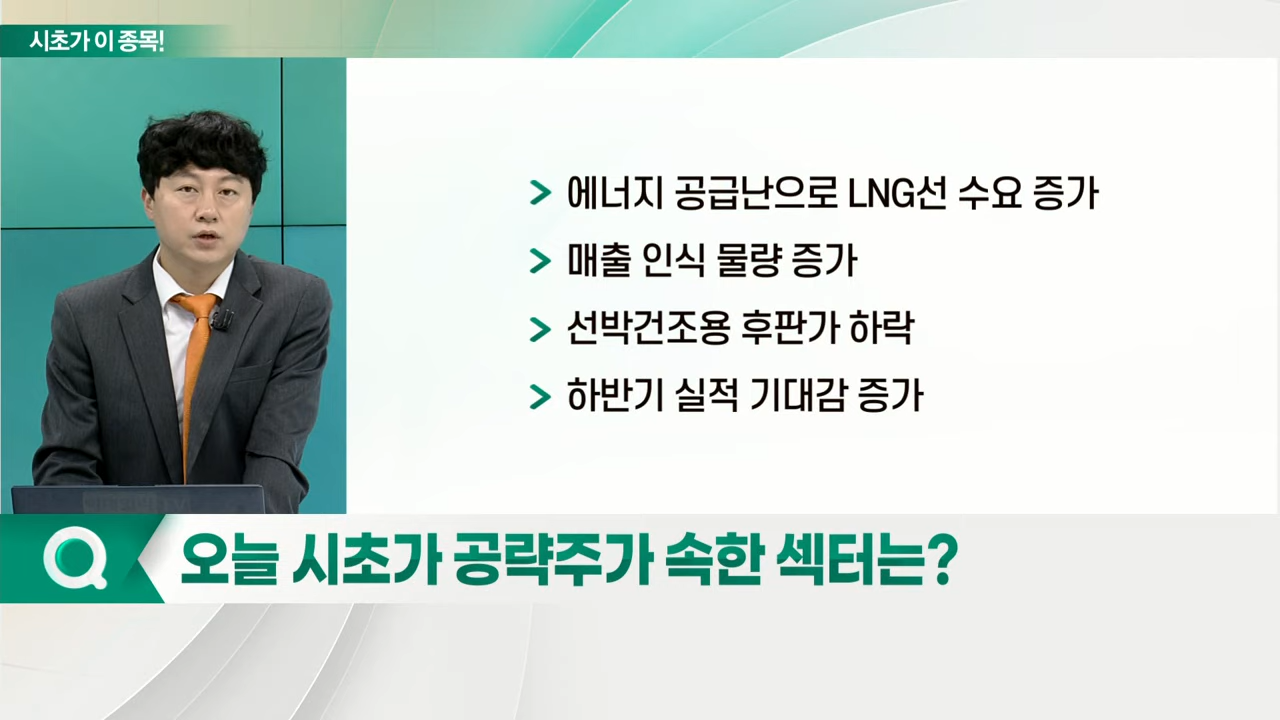 시초가 이 종목!
> 에너지 공급난으로 LNG선 수요 증가
> 매출 인식 물량 증가
> 선박건조용 후판가 하락
> 하반기 실적 기대감 증가
Q 오늘 시초가 공략주가 속한 섹터는?